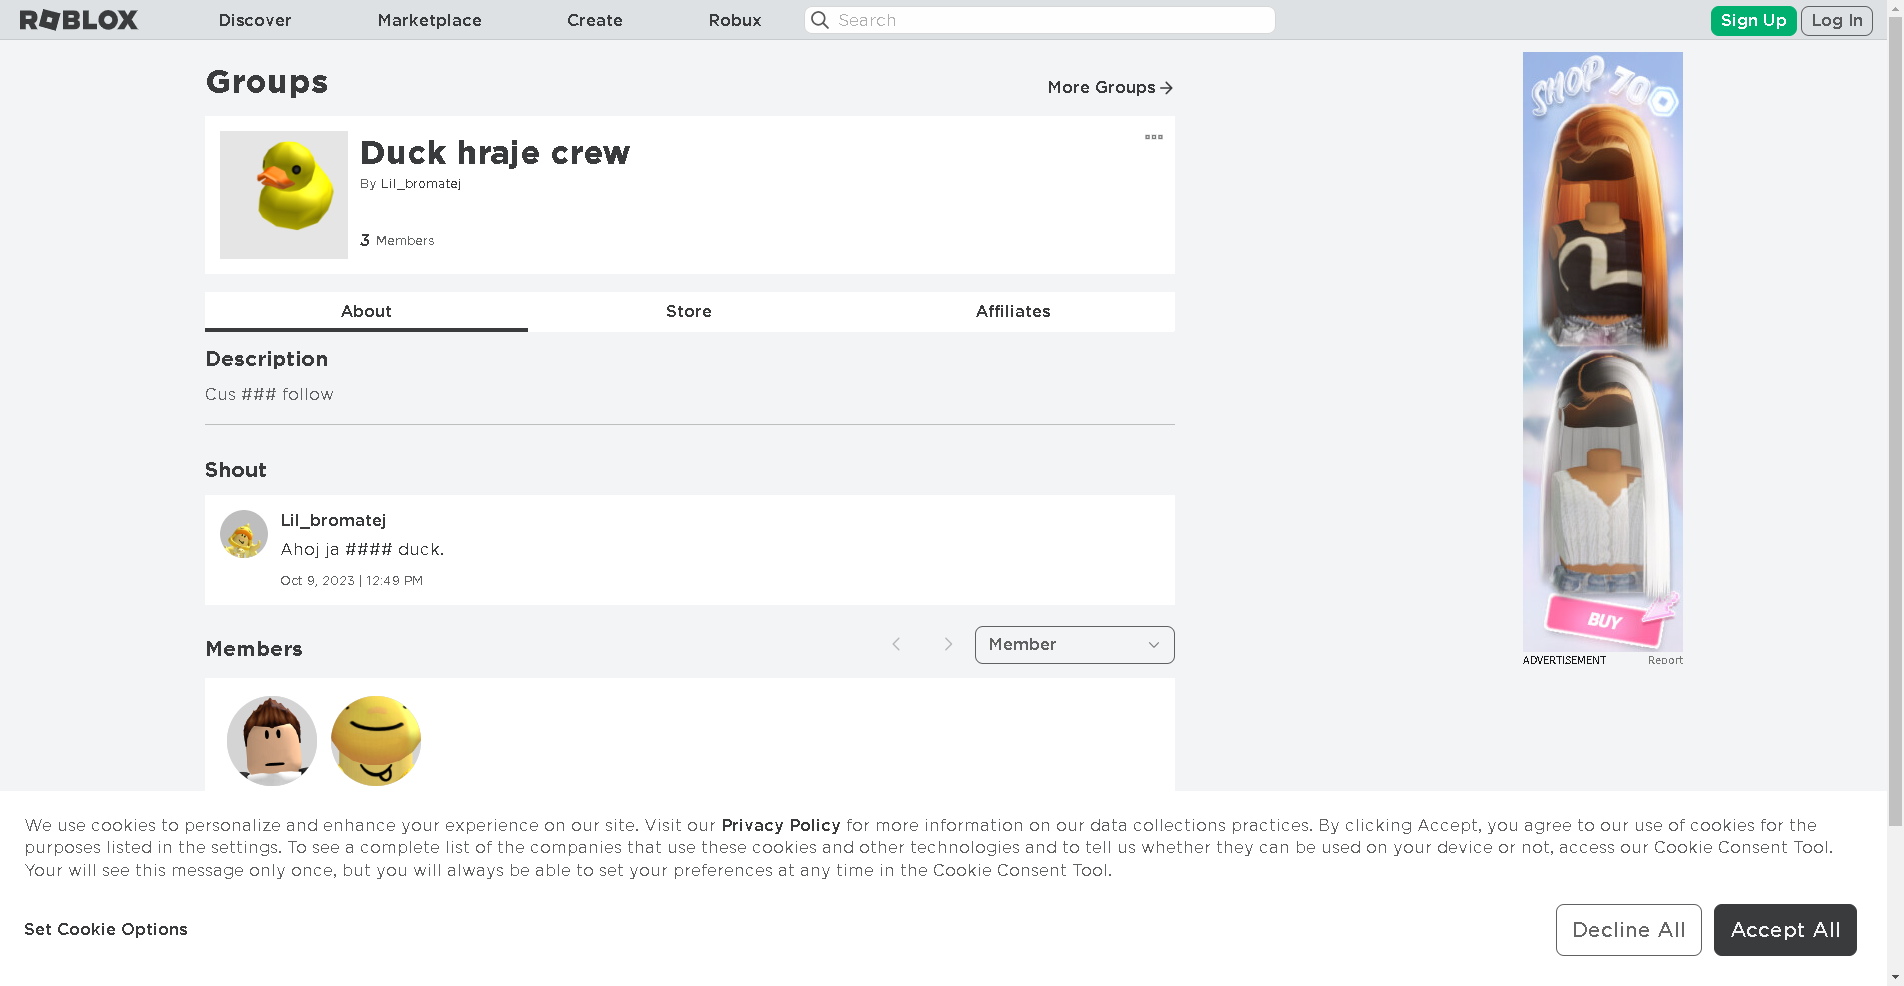 ROBLOX
Discover
Marketplace
Create
Robux
Search
Sign Up
Log In
Groups
More Groups
Duck hraje crew
By Lil_bromatej
3 Members
About
Store
Affiliates
Description
Cus ### follow
Shout
Lil_bromatej
Ahoj ja #### duck.
Oct 9, 2023 | 12:49 PM
Members
Member
SHOP 70
BUY
ADVERTISEMENT
Report
We use cookies to personalize and enhance your experience on our site. Visit our Privacy Policy for more information on our data collections practices. By clicking Accept, you agree to our use of cookies for the
purposes listed in the settings. To see a complete list of the companies that use these cookies and other technologies and to tell us whether they can be used on your device or not, access our Cookie Consent Tool.
Your will see this message only once, but you will always be able to set your preferences at any time in the Cookie Consent Tool.
Set Cookie Options
Decline All
Accept All